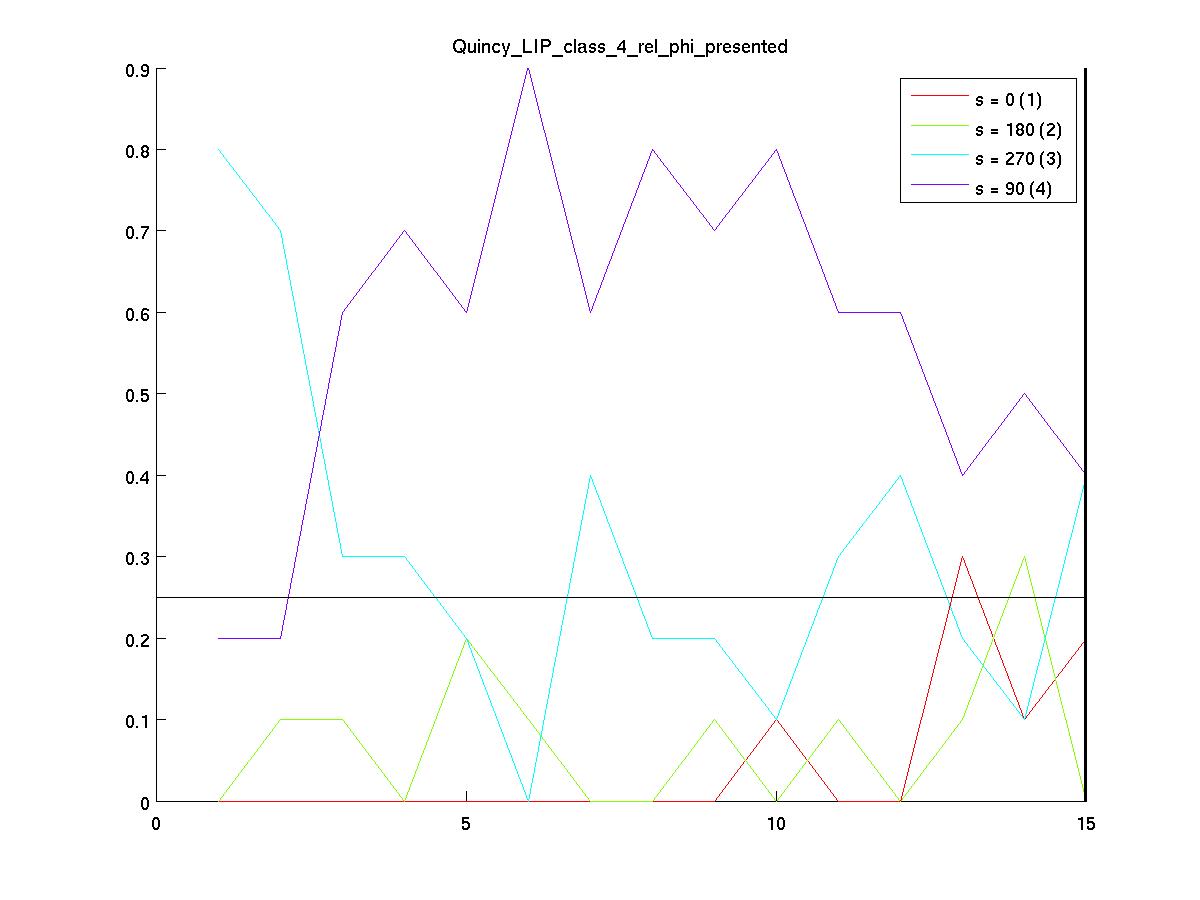 Quincy_LIP_class_4_rel_phi_presented
0.9
0.8
0.7
0.6
0.5
0.4
0.3
0.2
0.1
0
0 5 10 15
s = 0 (1)
s = 180 (2)
s = 270 (3)
s = 90 (4)